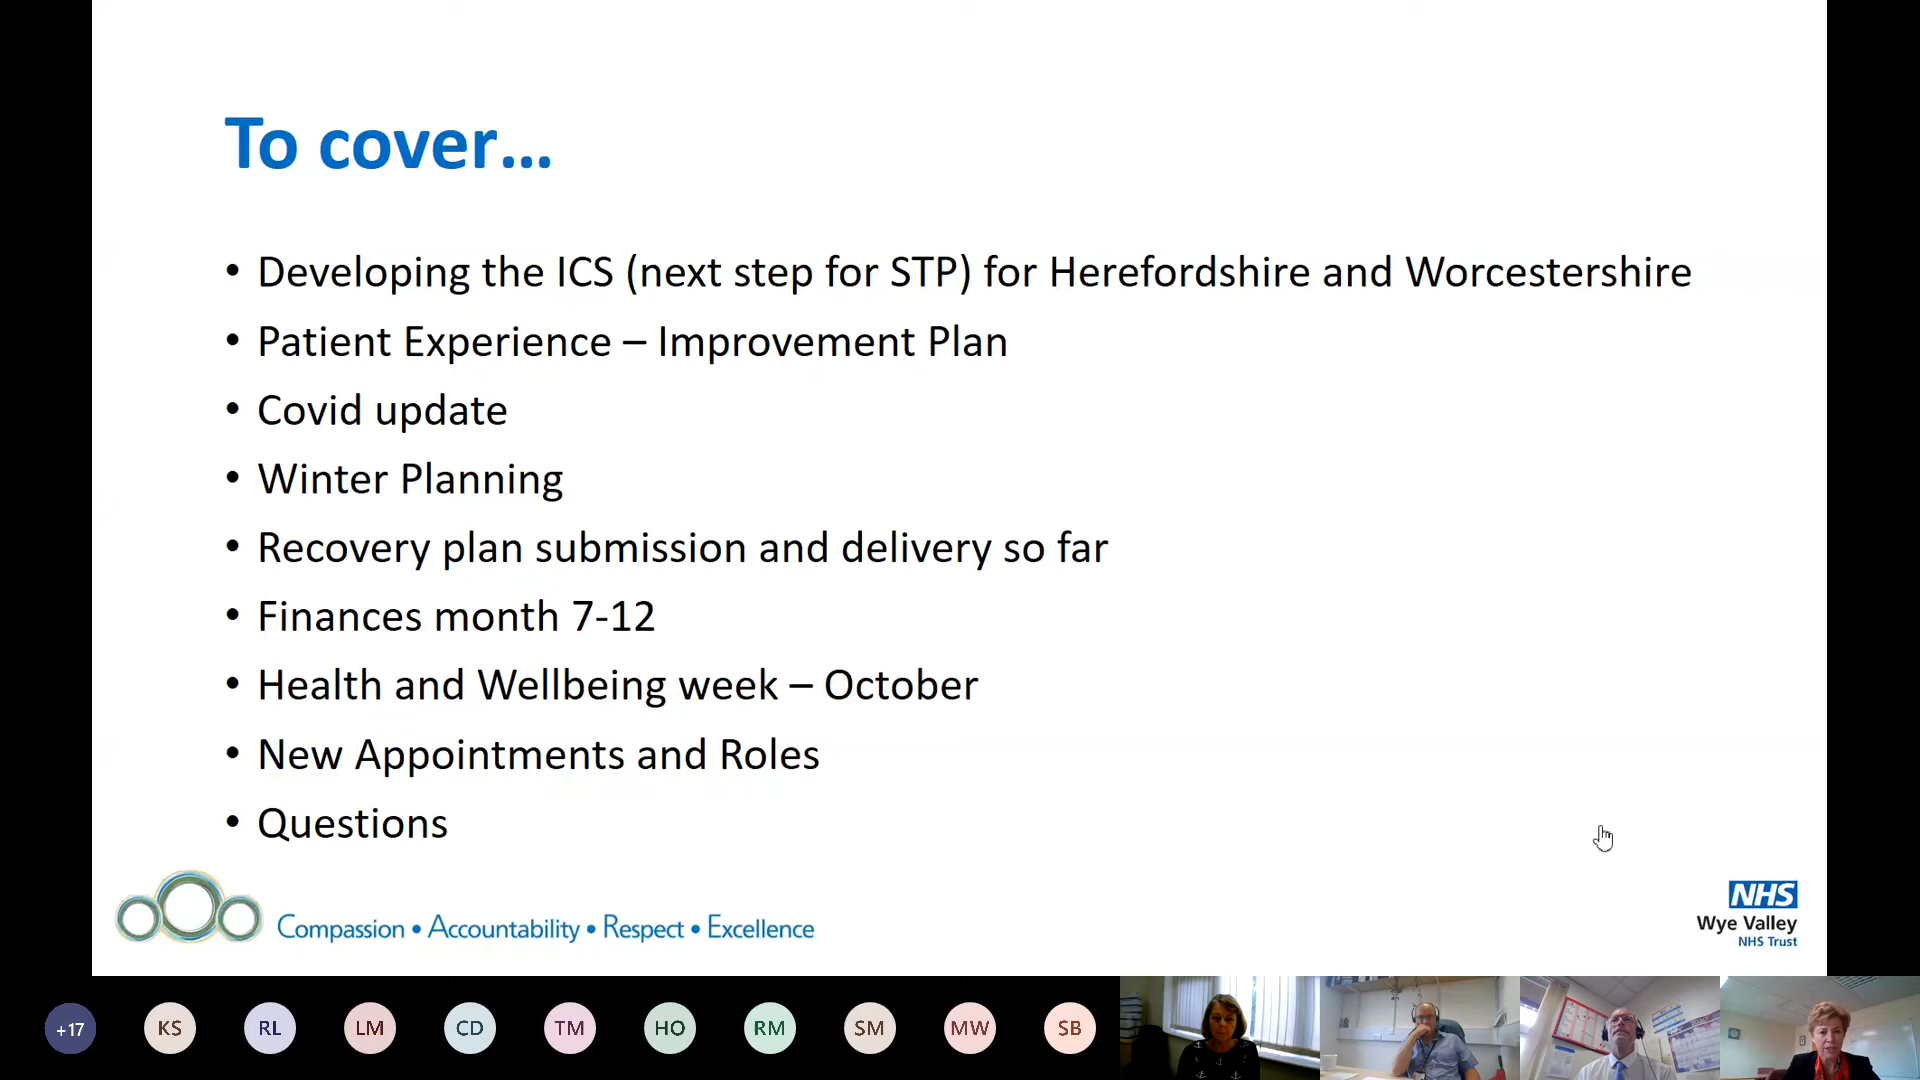 To cover...
• Developing the ICS (next step for STP) for Herefordshire and Worcestershire
• Patient Experience – Improvement Plan
• Covid update
• Winter Planning
• Recovery plan submission and delivery so far
• Finances month 7-12
• Health and Wellbeing week – October
• New Appointments and Roles
• Questions
Compassion • Accountability • Respect • Excellence
NHS
Wye Valley
NHS Trust
+17 KS RL LM CD TM HO RM SM MW SB